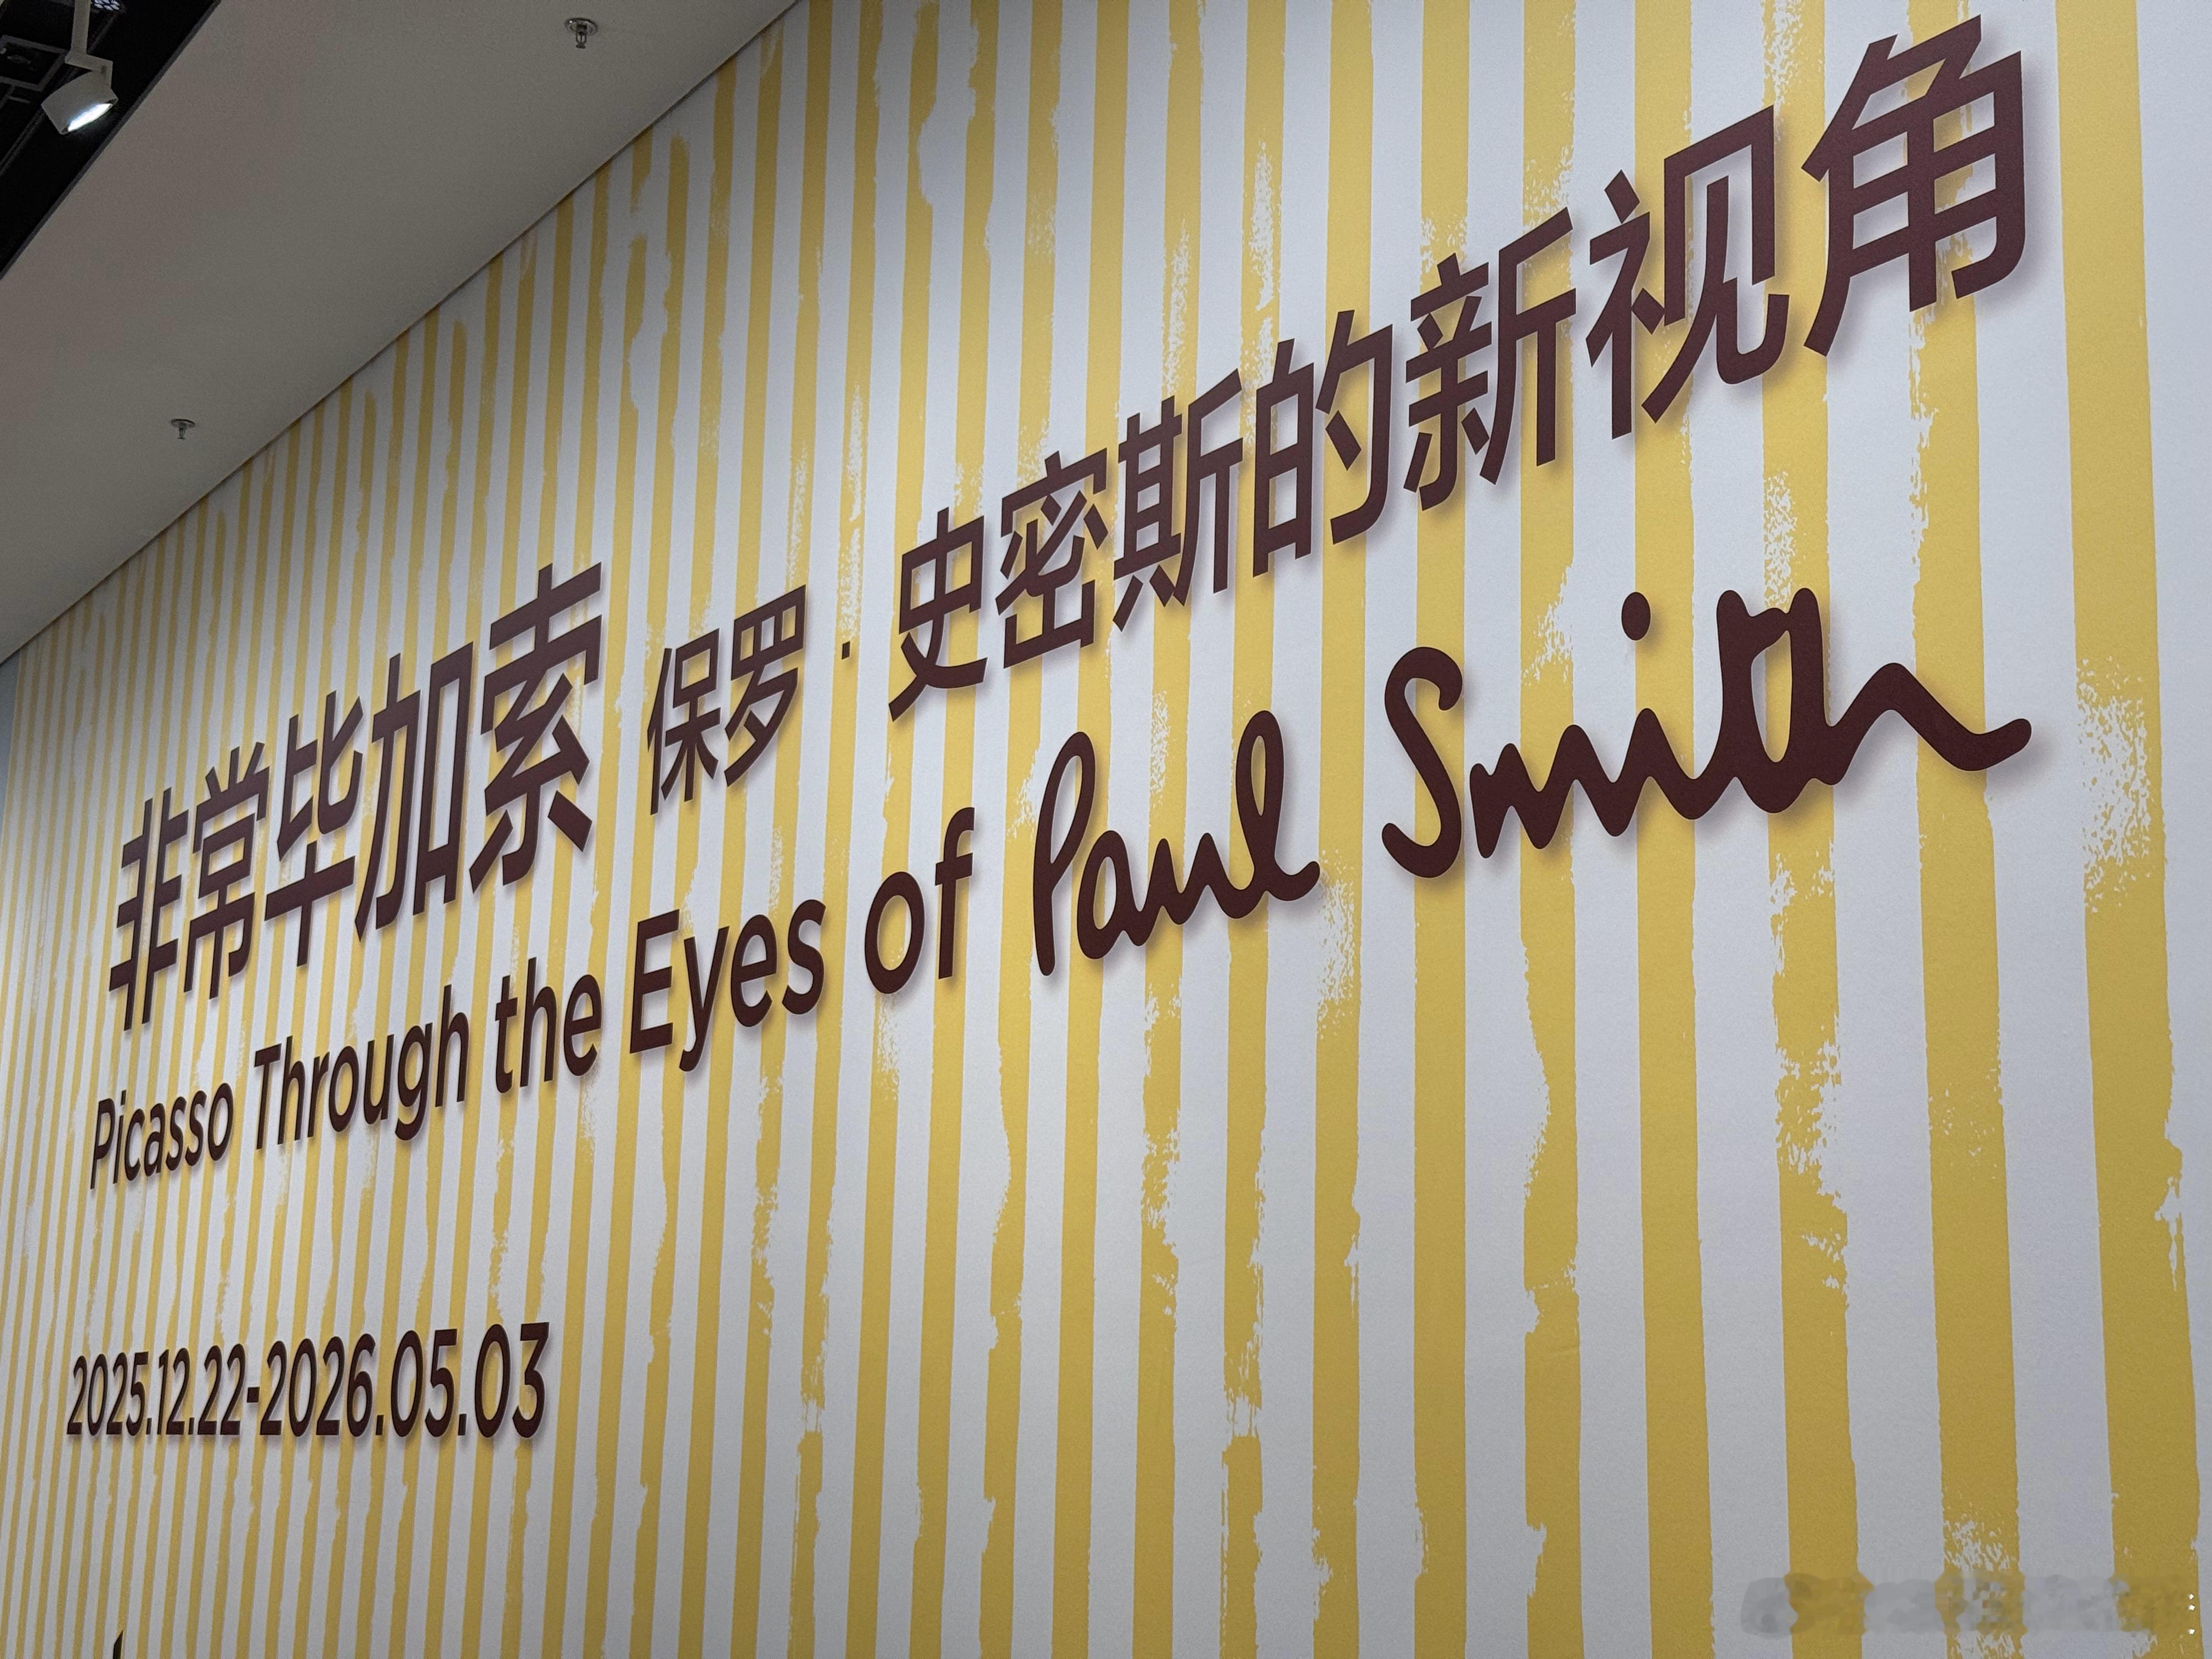 非常毕加索 保罗·史密斯的新视角
Picasso Through the Eyes of Paul Smith
2025.12.22-2026.05.03